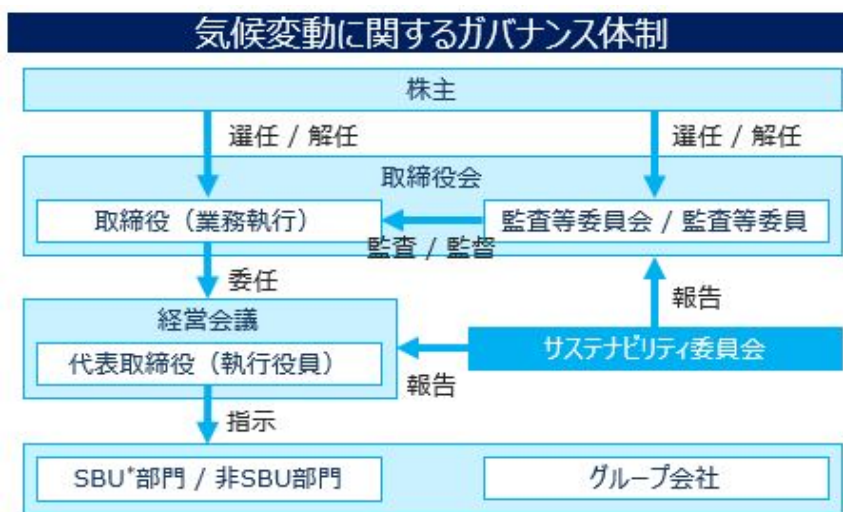 気候変動に関するガバナンス体制
株主
選任 / 解任
選任 / 解任
取締役会
取締役（業務執行）
監査等委員会 / 監査等委員
監査 / 監督
委任
報告
経営会議
サステナビリティ委員会
代表取締役（執行役員）
報告
指示
SBU*部門 / 非SBU部門
グループ会社